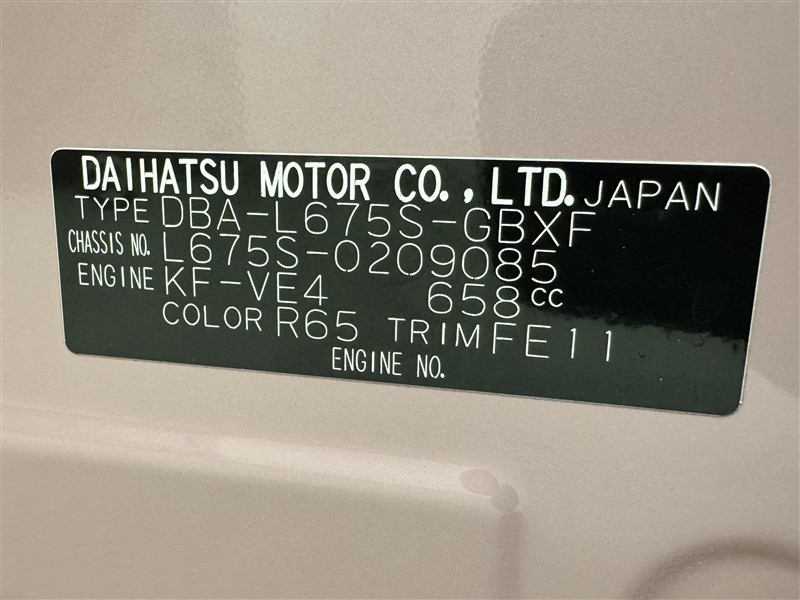 DAIHATSU MOTOR CO., LTD. JAPAN
TYPE DBA-L675S-GBXF
CHASSIS NO. L675S-0209085
ENGINE KF-VE4 658cc
COLOR R65 TRIM FE11
ENGINE NO.